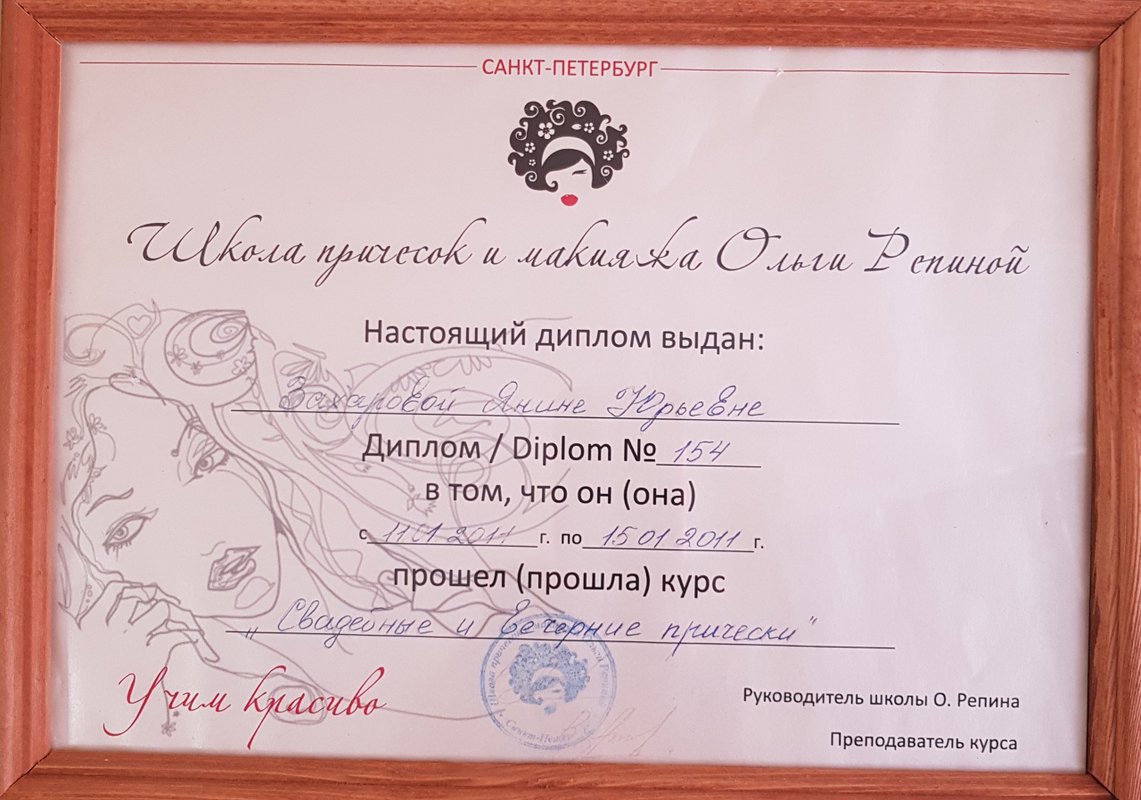 САНКТ-ПЕТЕРБУРГ
Школа причесок и макияжа Ольги Репиной
Настоящий диплом выдан:
Захаровой Янине Юрьевне
Диплом / Diplom № 154
в том, что он (она)
с 11 01 2011 г. по 15 01 2011 г.
прошел (прошла) курс
„Свадебные и Вечерние прически"
Учим красиво
Руководитель школы О. Репина
Преподаватель курса